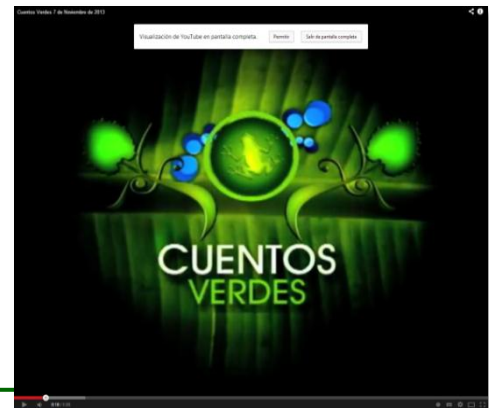 Cuentos Verdes 7 de Noviembre de 2013
Visualización de YouTube en pantalla completa. Permitir Salir de pantalla completa
CUENTOS
VERDES